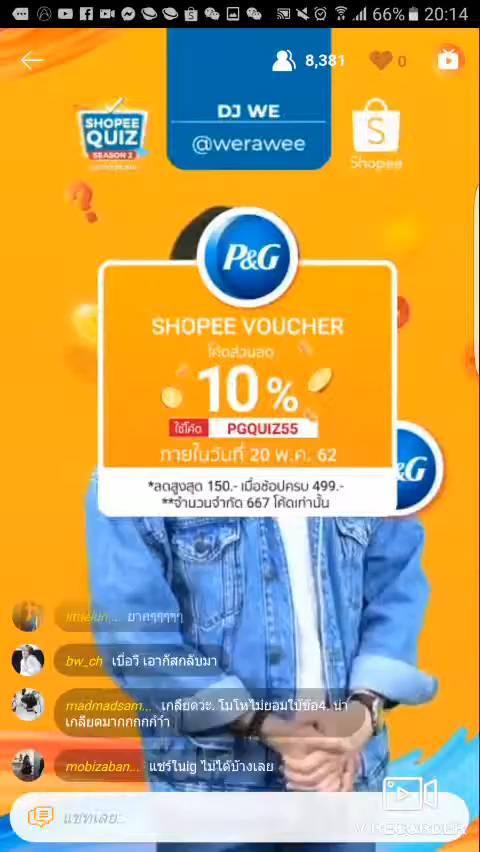 66% 20:14
8,381
0
SHOPEE
QUIZ
SEASON 2
DJ WE
@werawee
S
Shopee
P&G
SHOPEE VOUCHER
โค้ดส่วนลด
10%
ใช้โค้ด PGQUIZ55
ภายในวันที่ 20 พ.ค. 62
*ลดสูงสุด 150.- เมื่อช้อปครบ 499.-
**จำนวนจำกัด 667 โค้ดเท่านั้น
&G
ยากๆๆๆๆๆ
bw_ch เบื่อวี เอากัสกลับมา
madmadsam... เกลียดว่ะ. โมโหไม่ยอมใบ้ข้อ4. น่า
เกลียดมากกกกก้ำๅ
mobizaban... แชร์ในig ไม่ได้บ้างเลย
แชทเลย...